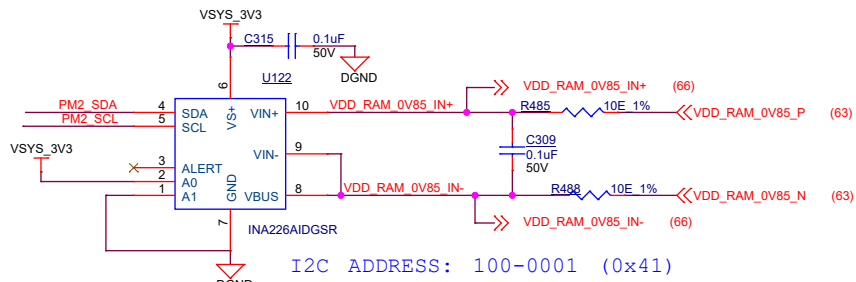 VSYS_3V3
C315
0.1uF
50V
DGND
U122
6
VS+
PM2_SDA
4
SDA
PM2_SCL
5
SCL
VIN+
10
VDD_RAM_0V85_IN+
VDD_RAM_0V85_IN+ (66)
R485
10E_1%
VDD_RAM_0V85_P (63)
C309
0.1uF
50V
VSYS_3V3
3
ALERT
2
A0
1
A1
VIN-
9
GND
7
VBUS
8
VDD_RAM_0V85_IN-
R488
10E_1%
VDD_RAM_0V85_N (63)
VDD_RAM_0V85_IN- (66)
INA226AIDGSR
I2C ADDRESS: 100-0001 (0x41)
DGND